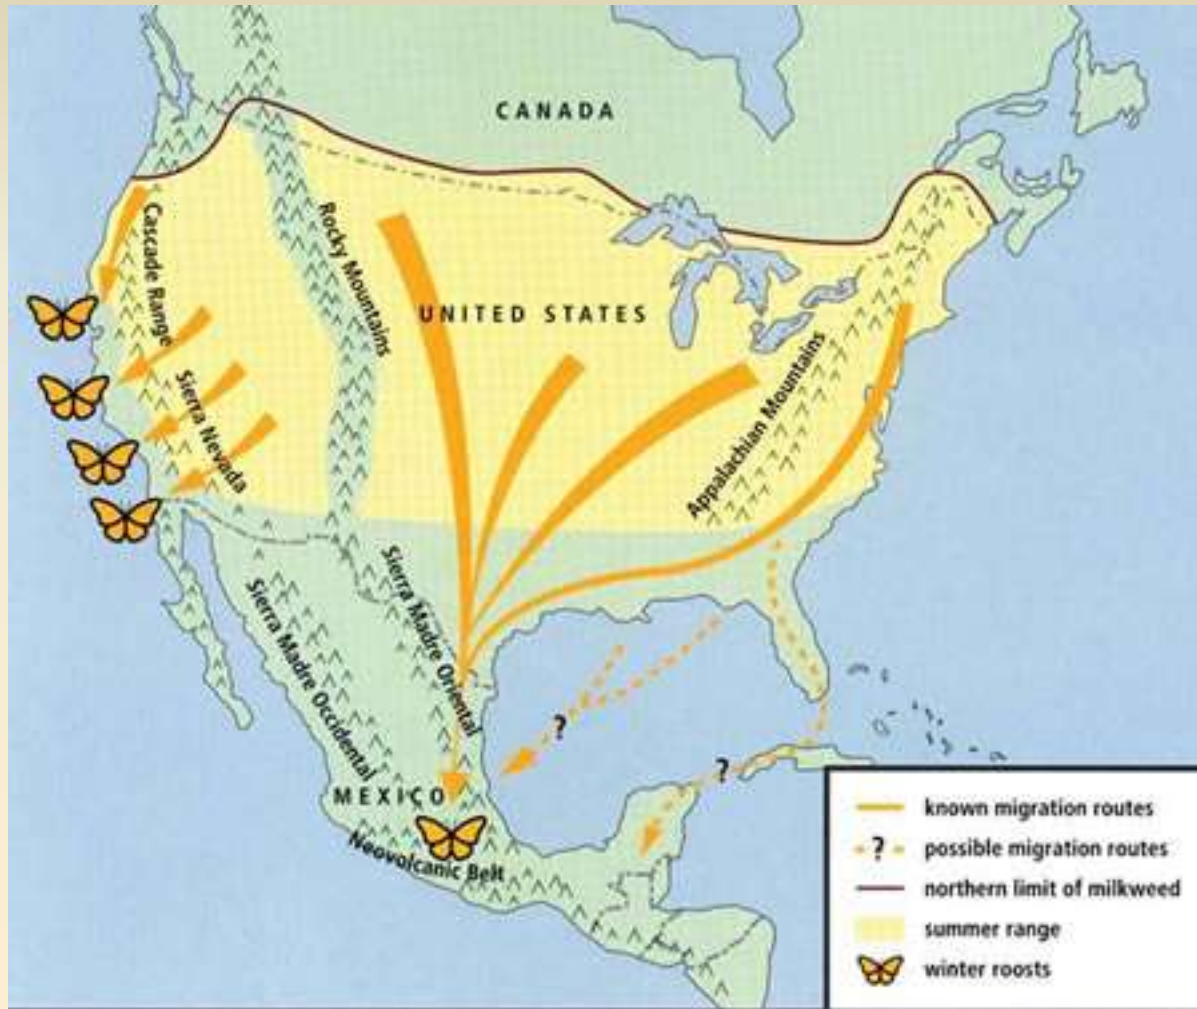 CANADA
Cascade Range
Rocky Mountains
UNITED STATES
Sierra Nevada
Appalachian Mountains
Sierra Madre Oriental
Sierra Madre Occidental
?
?
MEXICO
Neovolcanic Belt
known migration routes
? possible migration routes
northern limit of milkweed
summer range
winter roosts